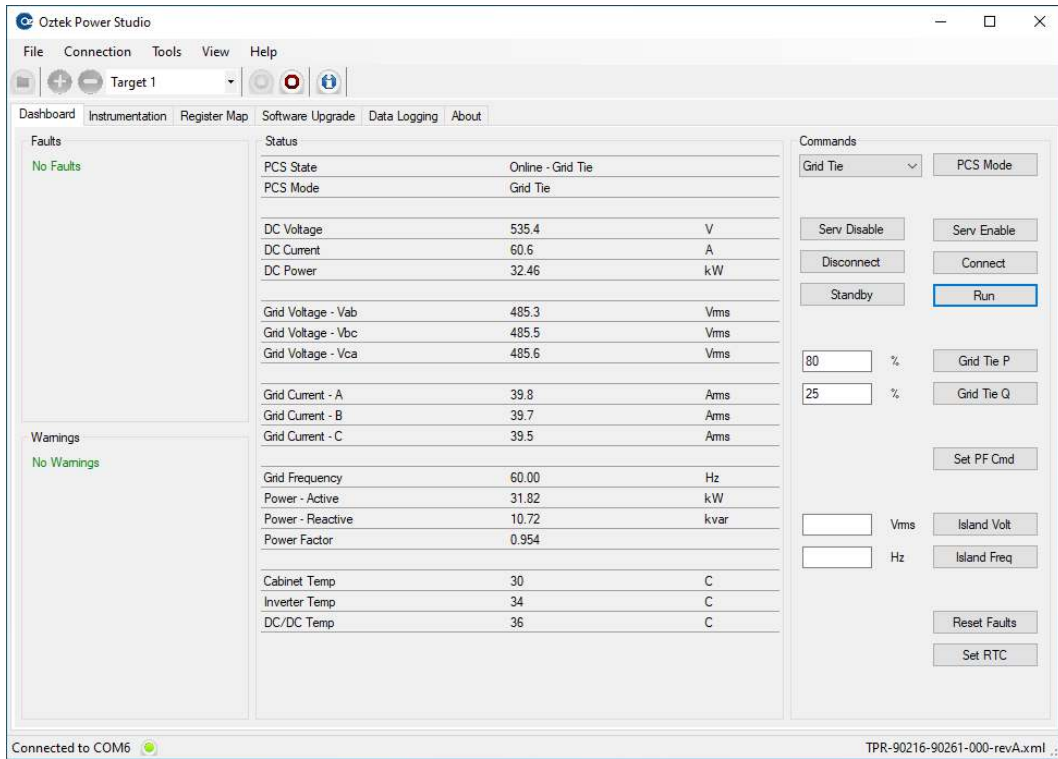 Oztek Power Studio
File Connection Tools View Help
Target 1
Dashboard Instrumentation Register Map Software Upgrade Data Logging About
Faults
No Faults
Warnings
No Warnings
Status
PCS State Online - Grid Tie
PCS Mode Grid Tie
DC Voltage 535.4 V
DC Current 60.6 A
DC Power 32.46 kW
Grid Voltage - Vab 485.3 Vrms
Grid Voltage - Vbc 485.5 Vrms
Grid Voltage - Vca 485.6 Vrms
Grid Current - A 39.8 Arms
Grid Current - B 39.7 Arms
Grid Current - C 39.5 Arms
Grid Frequency 60.00 Hz
Power - Active 31.82 kW
Power - Reactive 10.72 kvar
Power Factor 0.954
Cabinet Temp 30 C
Inverter Temp 34 C
DC/DC Temp 36 C
Commands
Grid Tie PCS Mode
Serv Disable Serv Enable
Disconnect Connect
Standby Run
80 % Grid Tie P
25 % Grid Tie Q
Set PF Cmd
Vrms Island Volt
Hz Island Freq
Reset Faults
Set RTC
Connected to COM6 TPR-90216-90261-000-revA.xml